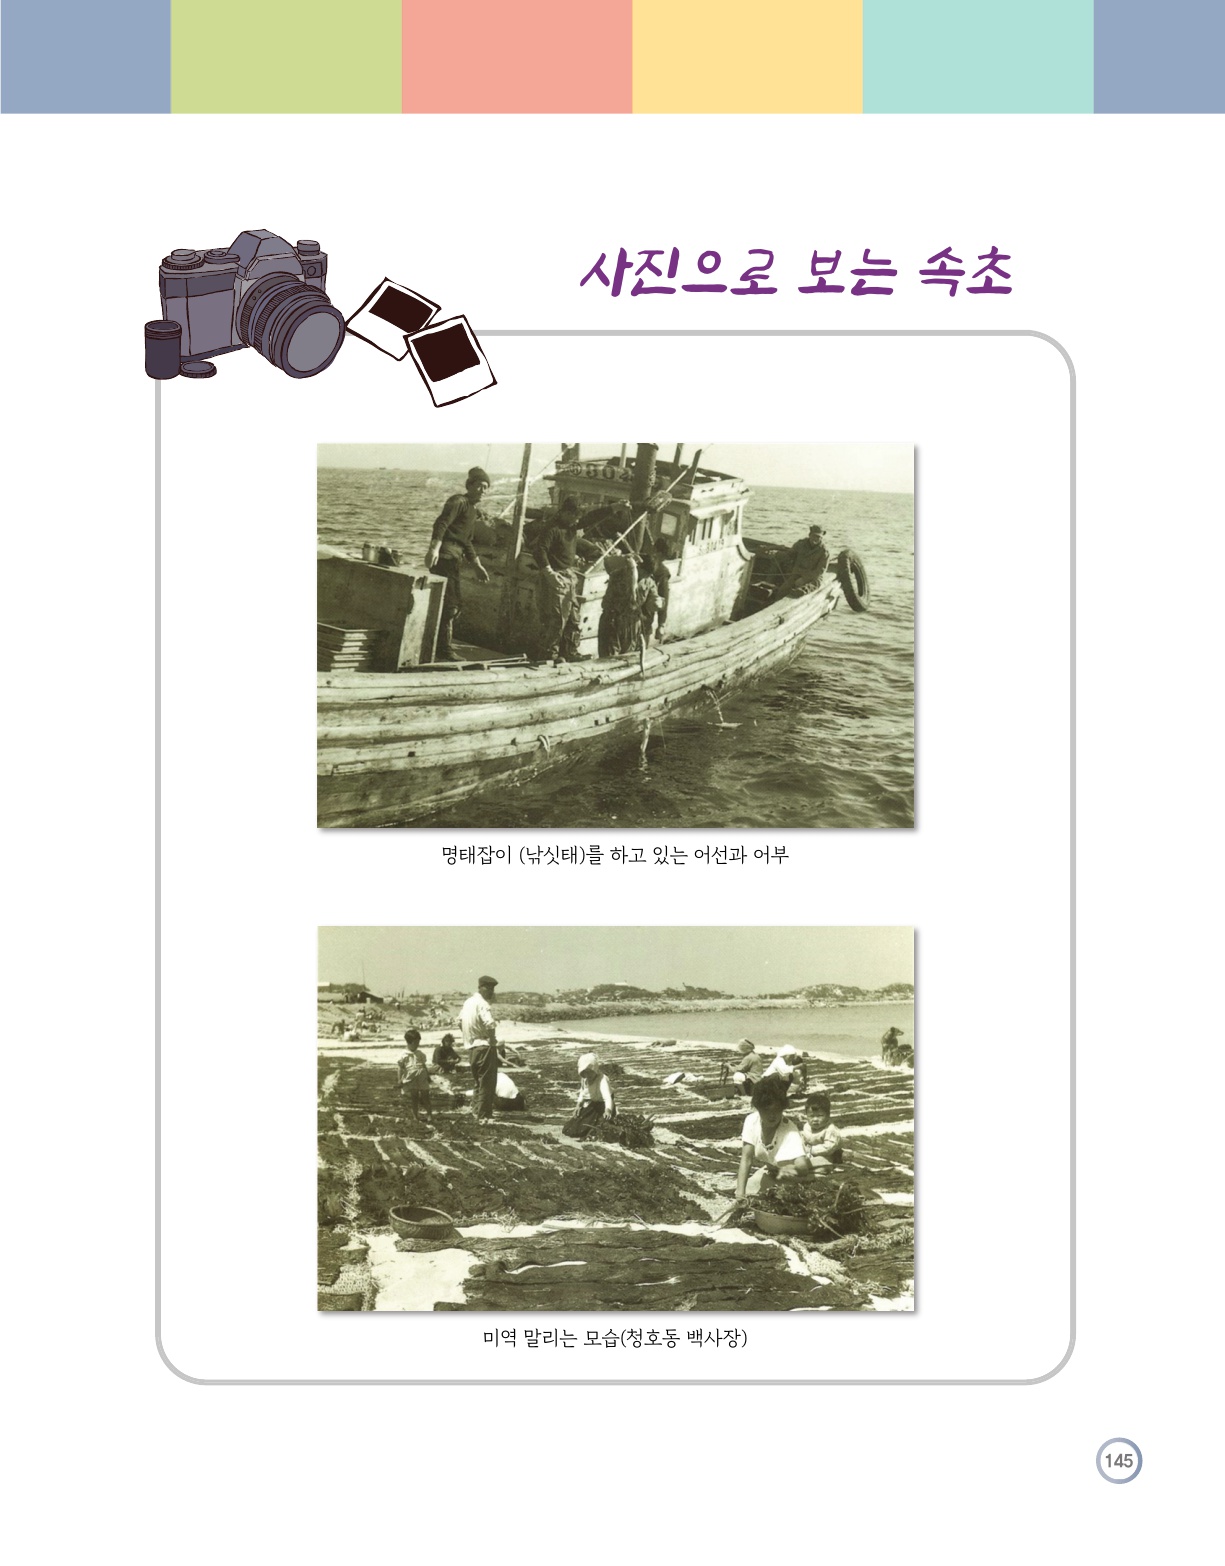 사진으로 보는 속초
명태잡이 (낚싯태)를 하고 있는 어선과 어부
미역 말리는 모습(청호동 백사장)
145